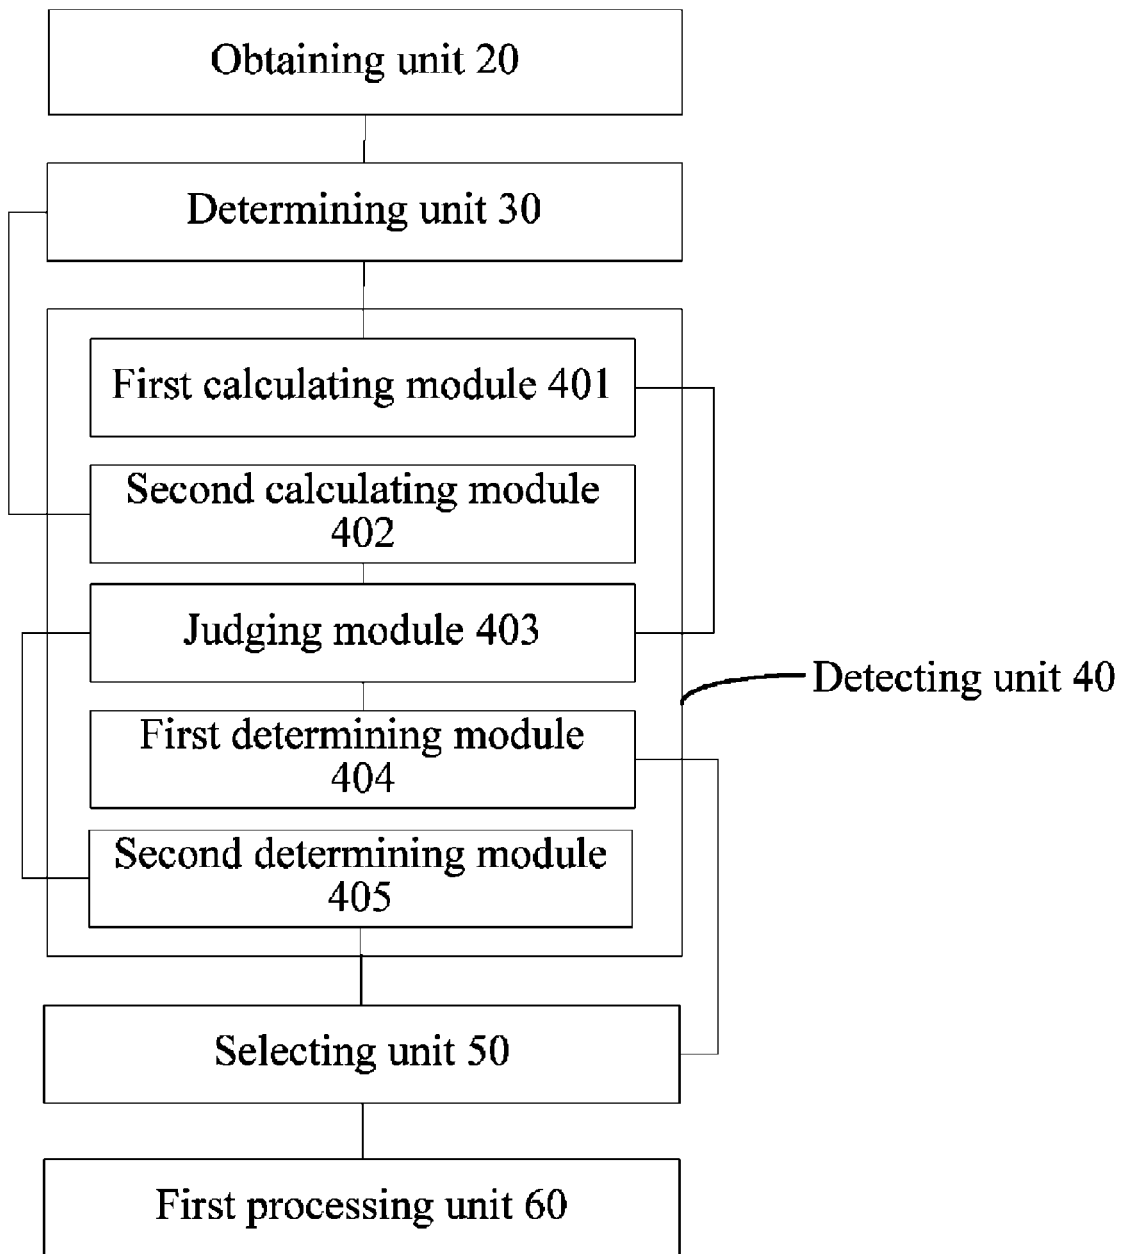 Obtaining unit 20
Determining unit 30
First calculating module 401
Second calculating module
402
Judging module 403
Detecting unit 40
First determining module
404
Second determining module
405
Selecting unit 50
First processing unit 60